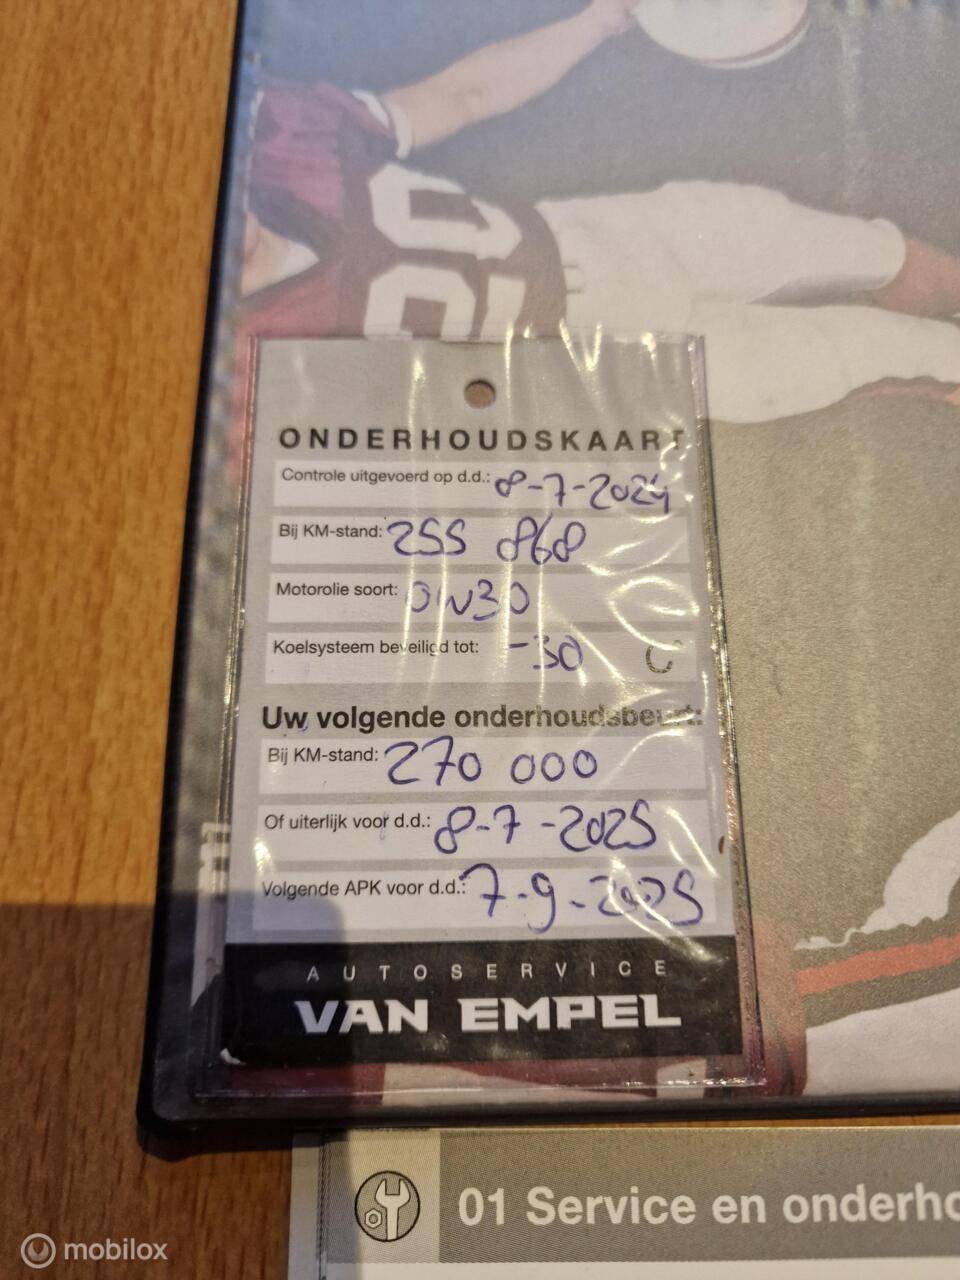 ONDERHOUDSKAART
Controle uitgevoerd op d.d.: 8-7-2024
Bij KM-stand: 255 868
Motorolie soort: 0W30
Koelsysteem beveiligd tot: -30 C°
Uw volgende onderhoudsbeurt:
Bij KM-stand: 270 000
Of uiterlijk voor d.d.: 8-7-2025
Volgende APK voor d.d.: 7-9-2025
AUTOSERVICE
VAN EMPEL
01 Service en onderho
mobilox